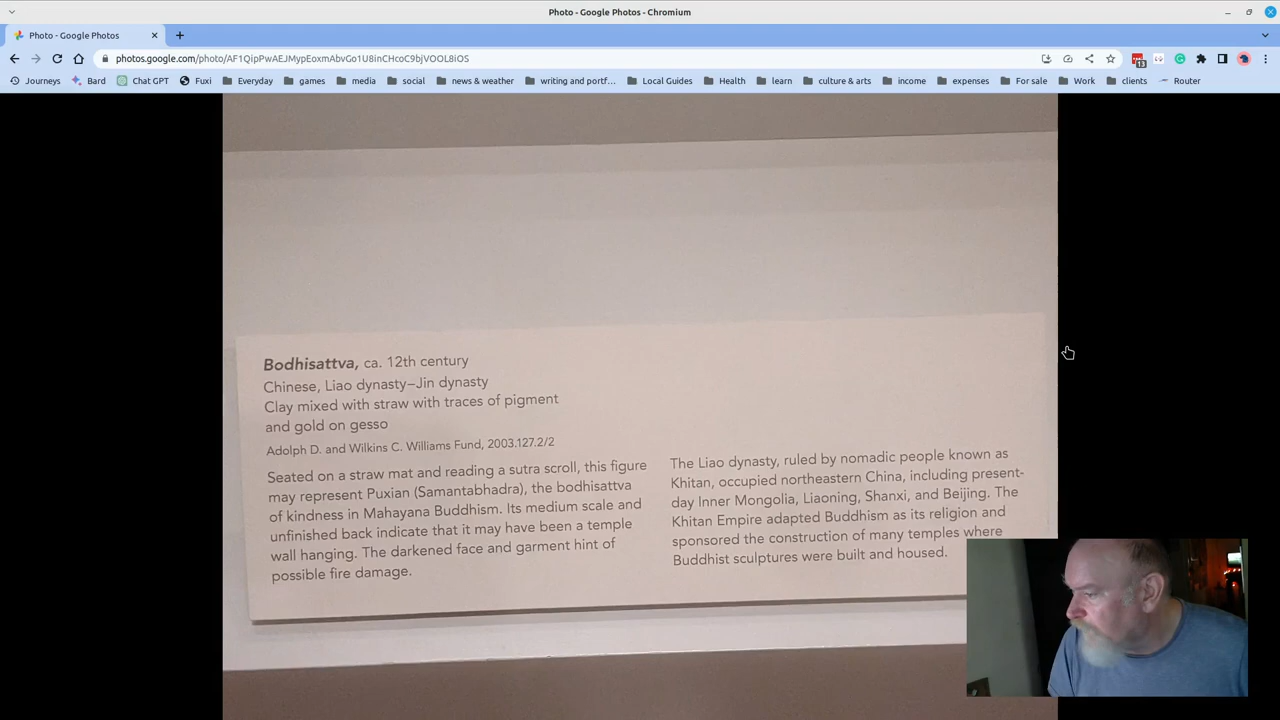 Photo - Google Photos - Chromium
Photo - Google Photos
photos.google.com/photo/AF1QipPwAEJMypEoxmAbvGo1U8inCHcoC9bjVOOL8iOS
13
Journeys Bard Chat GPT Fuxi Everyday games media social news & weather writing and portf... Local Guides Health learn culture & arts income expenses For sale Work clients Router
Bodhisattva, ca. 12th century
Chinese, Liao dynasty–Jin dynasty
Clay mixed with straw with traces of pigment
and gold on gesso
Adolph D. and Wilkins C. Williams Fund, 2003.127.2/2
Seated on a straw mat and reading a sutra scroll, this figure
may represent Puxian (Samantabhadra), the bodhisattva
of kindness in Mahayana Buddhism. Its medium scale and
unfinished back indicate that it may have been a temple
wall hanging. The darkened face and garment hint of
possible fire damage.
The Liao dynasty, ruled by nomadic people known as
Khitan, occupied northeastern China, including present-
day Inner Mongolia, Liaoning, Shanxi, and Beijing. The
Khitan Empire adapted Buddhism as its religion and
sponsored the construction of many temples where
Buddhist sculptures were built and housed.